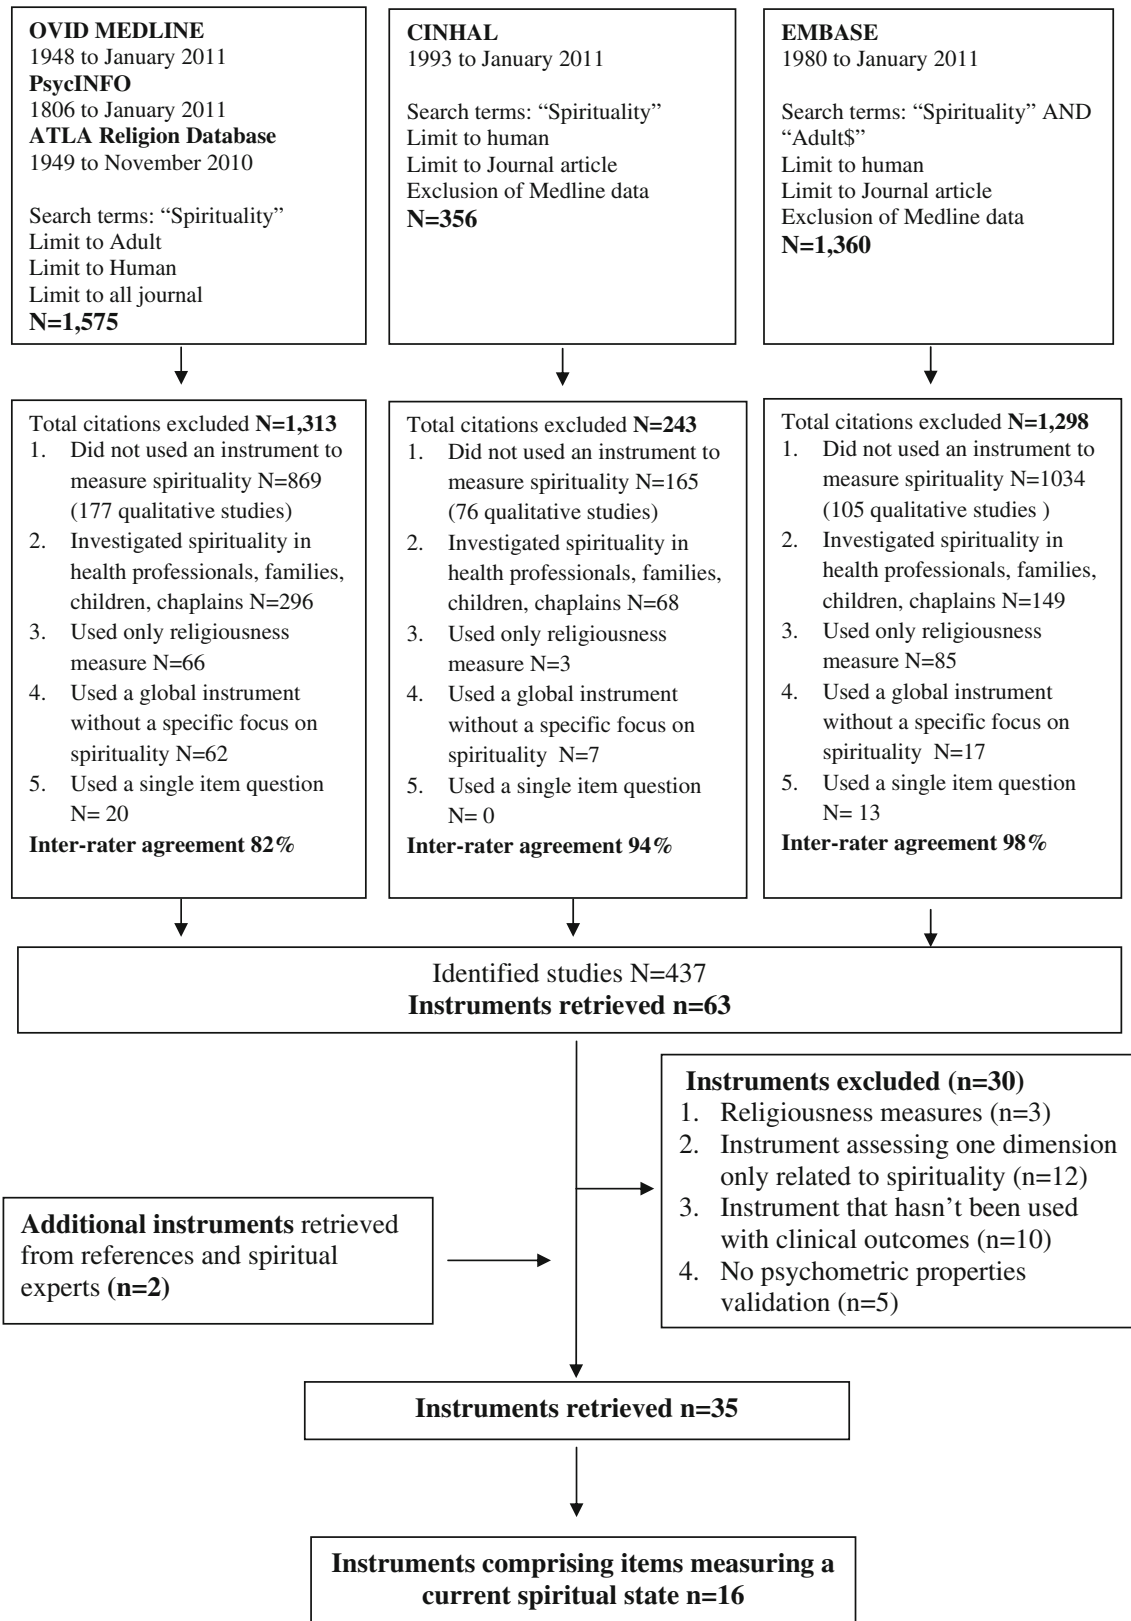 OVID MEDLINE
1948 to January 2011
PsycINFO
1806 to January 2011
ATLA Religion Database
1949 to November 2010
Search terms: “Spirituality”
Limit to Adult
Limit to Human
Limit to all journal
N=1,575
CINHAL
1993 to January 2011
Search terms: “Spirituality”
Limit to human
Limit to Journal article
Exclusion of Medline data
N=356
EMBASE
1980 to January 2011
Search terms: “Spirituality” AND
“Adult$”
Limit to human
Limit to Journal article
Exclusion of Medline data
N=1,360
Total citations excluded N=1,313
1. Did not used an instrument to
measure spirituality N=869
(177 qualitative studies)
2. Investigated spirituality in
health professionals, families,
children, chaplains N=296
3. Used only religiousness
measure N=66
4. Used a global instrument
without a specific focus on
spirituality N=62
5. Used a single item question
N= 20
Inter-rater agreement 82%
Total citations excluded N=243
1. Did not used an instrument to
measure spirituality N=165
(76 qualitative studies)
2. Investigated spirituality in
health professionals, families,
children, chaplains N=68
3. Used only religiousness
measure N=3
4. Used a global instrument
without a specific focus on
spirituality N=7
5. Used a single item question
N= 0
Inter-rater agreement 94%
Total citations excluded N=1,298
1. Did not used an instrument to
measure spirituality N=1034
(105 qualitative studies )
2. Investigated spirituality in
health professionals, families,
children, chaplains N=149
3. Used only religiousness
measure N=85
4. Used a global instrument
without a specific focus on
spirituality N=17
5. Used a single item question
N= 13
Inter-rater agreement 98%
Identified studies N=437
Instruments retrieved n=63
Instruments excluded (n=30)
1. Religiousness measures (n=3)
2. Instrument assessing one dimension
only related to spirituality (n=12)
3. Instrument that hasn’t been used
with clinical outcomes (n=10)
4. No psychometric properties
validation (n=5)
Additional instruments retrieved
from references and spiritual
experts (n=2)
Instruments retrieved n=35
Instruments comprising items measuring a
current spiritual state n=16